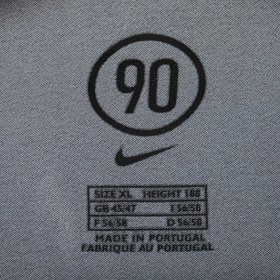 90
SIZE XL HEIGHT 188
GB 45/47 I 56/58
F 56/58 D 56/58
MADE IN PORTUGAL
FABRIQUE AU PORTUGAL